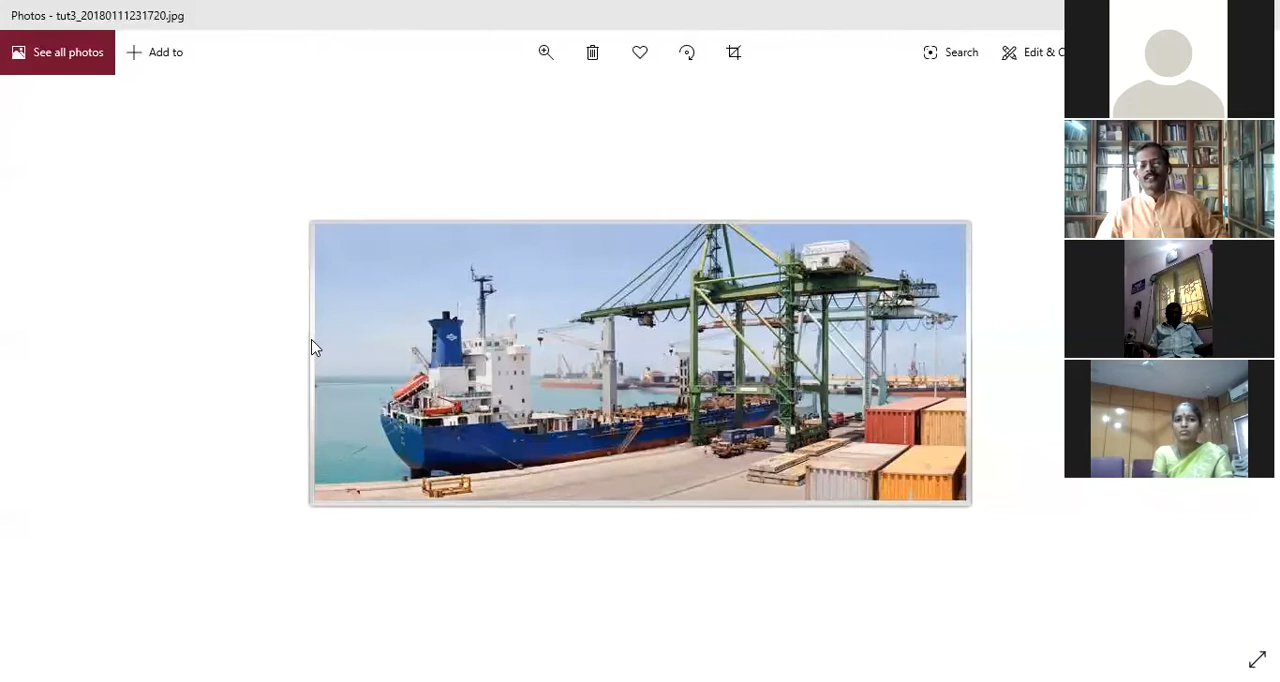 Photos - tut3_20180111231720.jpg
See all photos
Add to
Search
Edit &